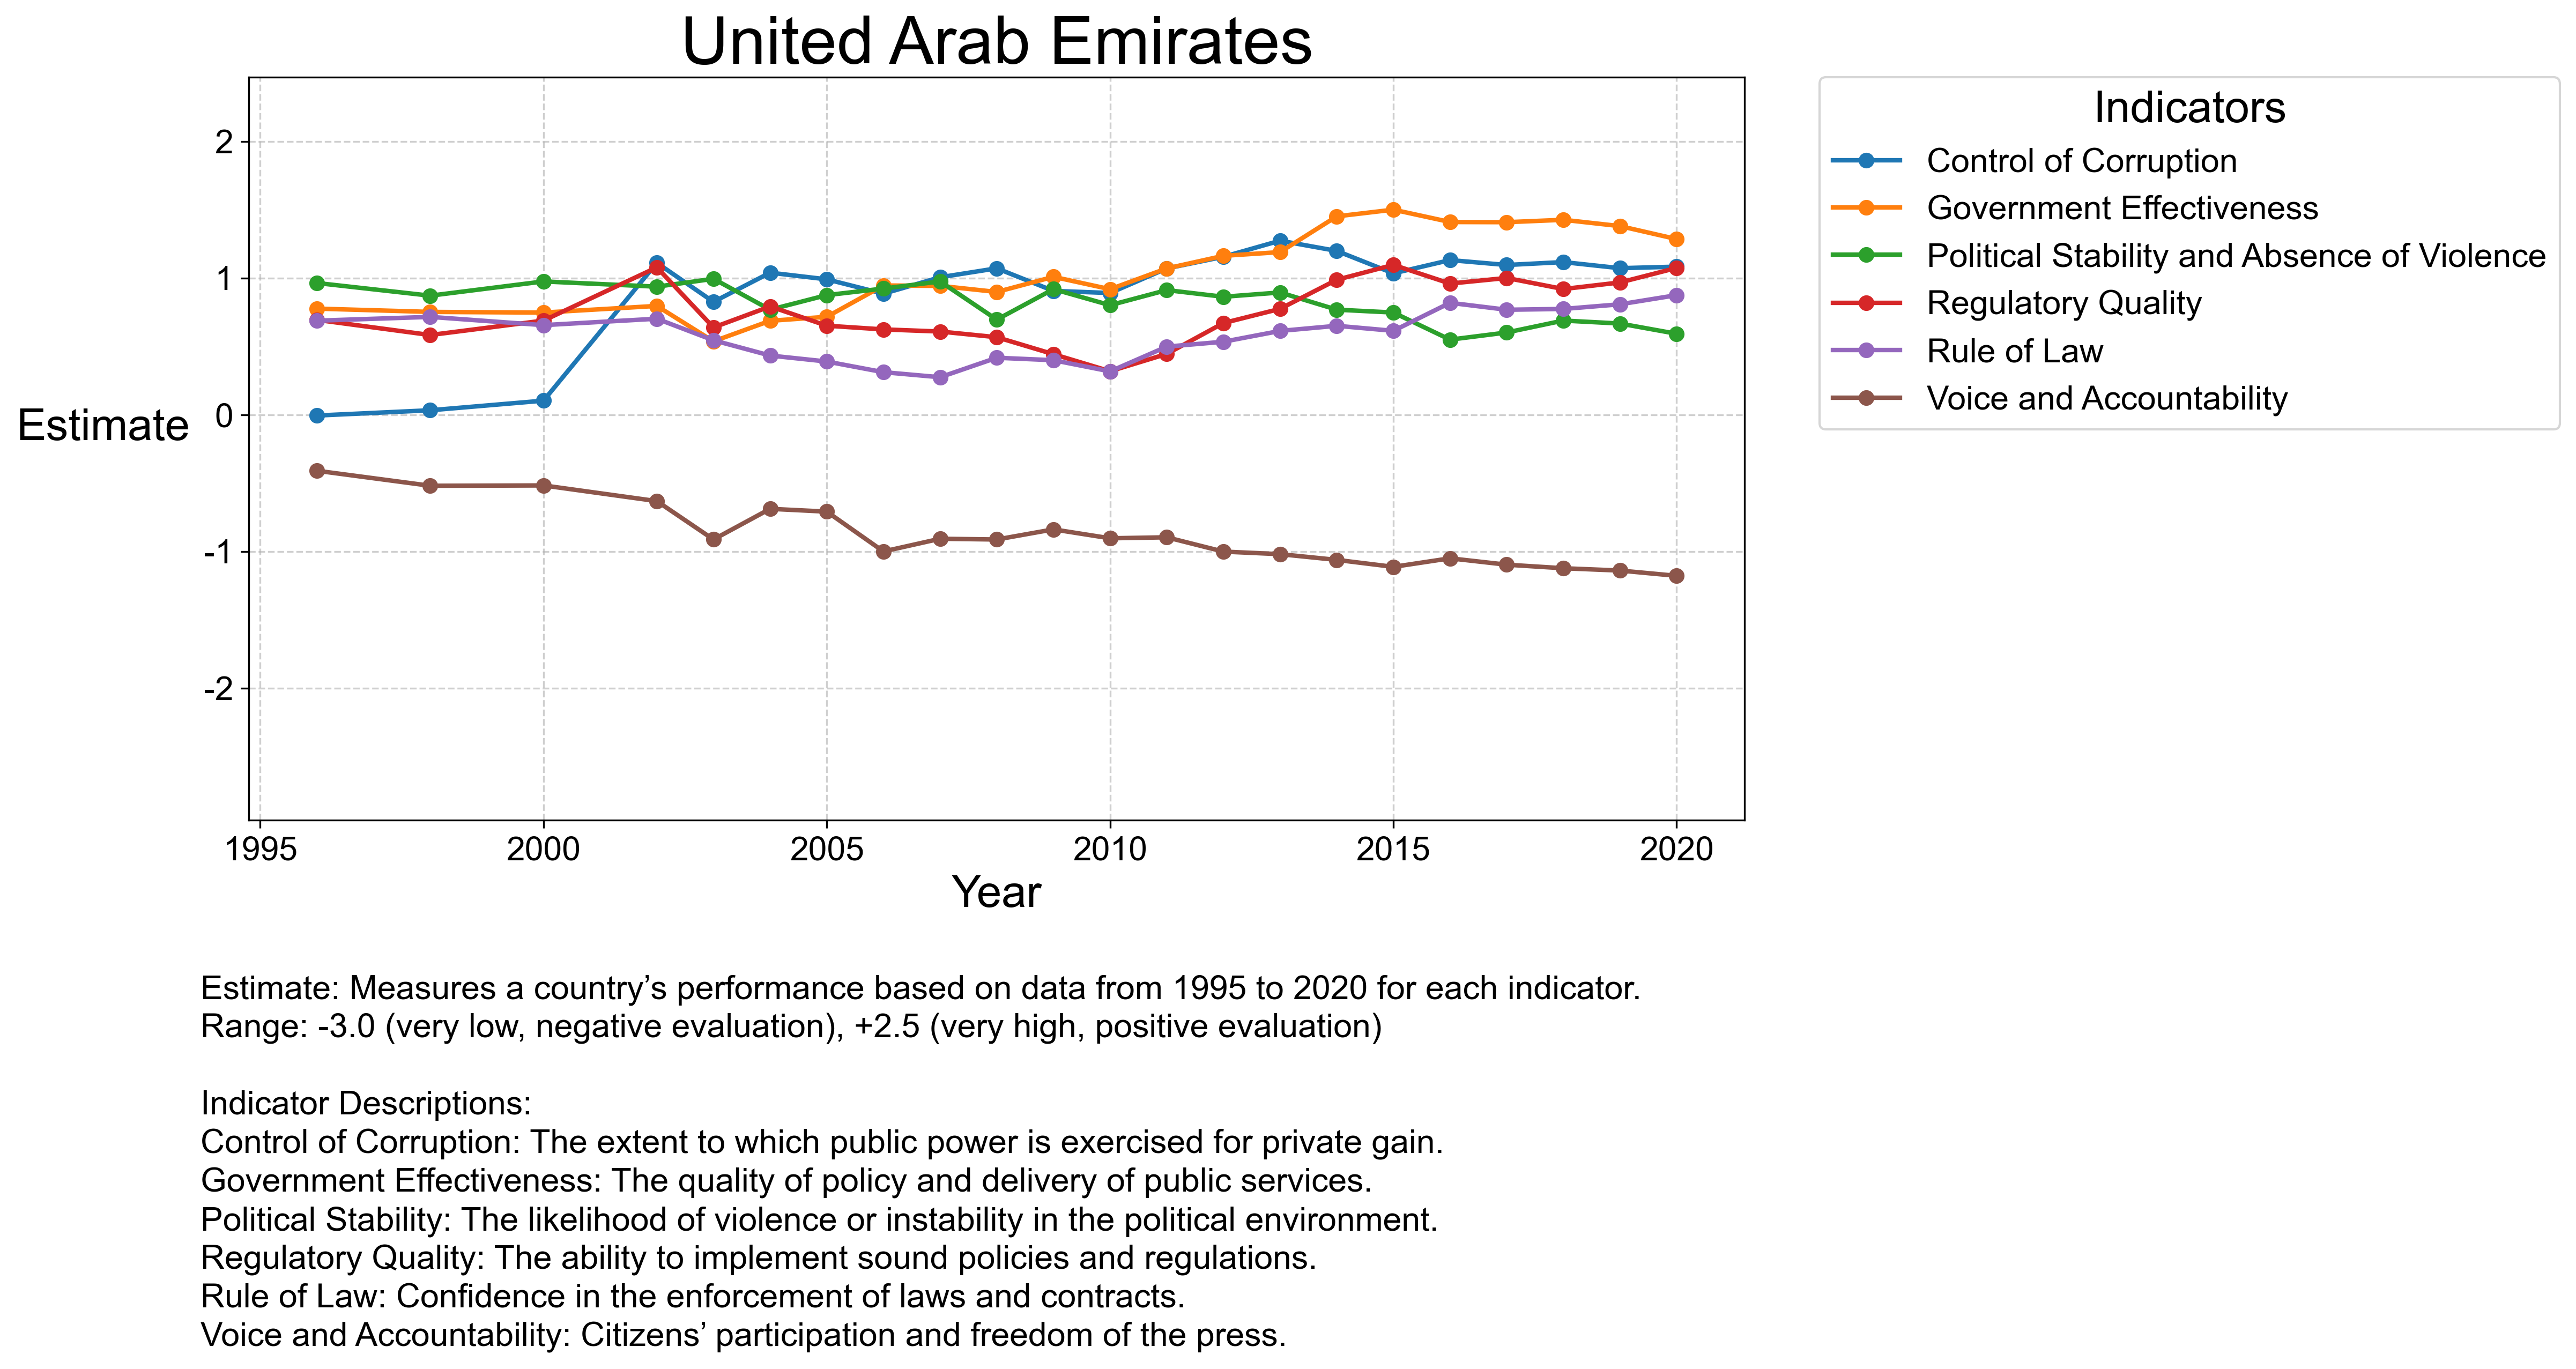 United Arab Emirates
Indicators
Control of Corruption
Government Effectiveness
Political Stability and Absence of Violence
Regulatory Quality
Rule of Law
Voice and Accountability
Estimate
2
1
0
-1
-2
1995
2000
2005
2010
2015
2020
Year
Estimate: Measures a country’s performance based on data from 1995 to 2020 for each indicator.
Range: -3.0 (very low, negative evaluation), +2.5 (very high, positive evaluation)
Indicator Descriptions:
Control of Corruption: The extent to which public power is exercised for private gain.
Government Effectiveness: The quality of policy and delivery of public services.
Political Stability: The likelihood of violence or instability in the political environment.
Regulatory Quality: The ability to implement sound policies and regulations.
Rule of Law: Confidence in the enforcement of laws and contracts.
Voice and Accountability: Citizens’ participation and freedom of the press.